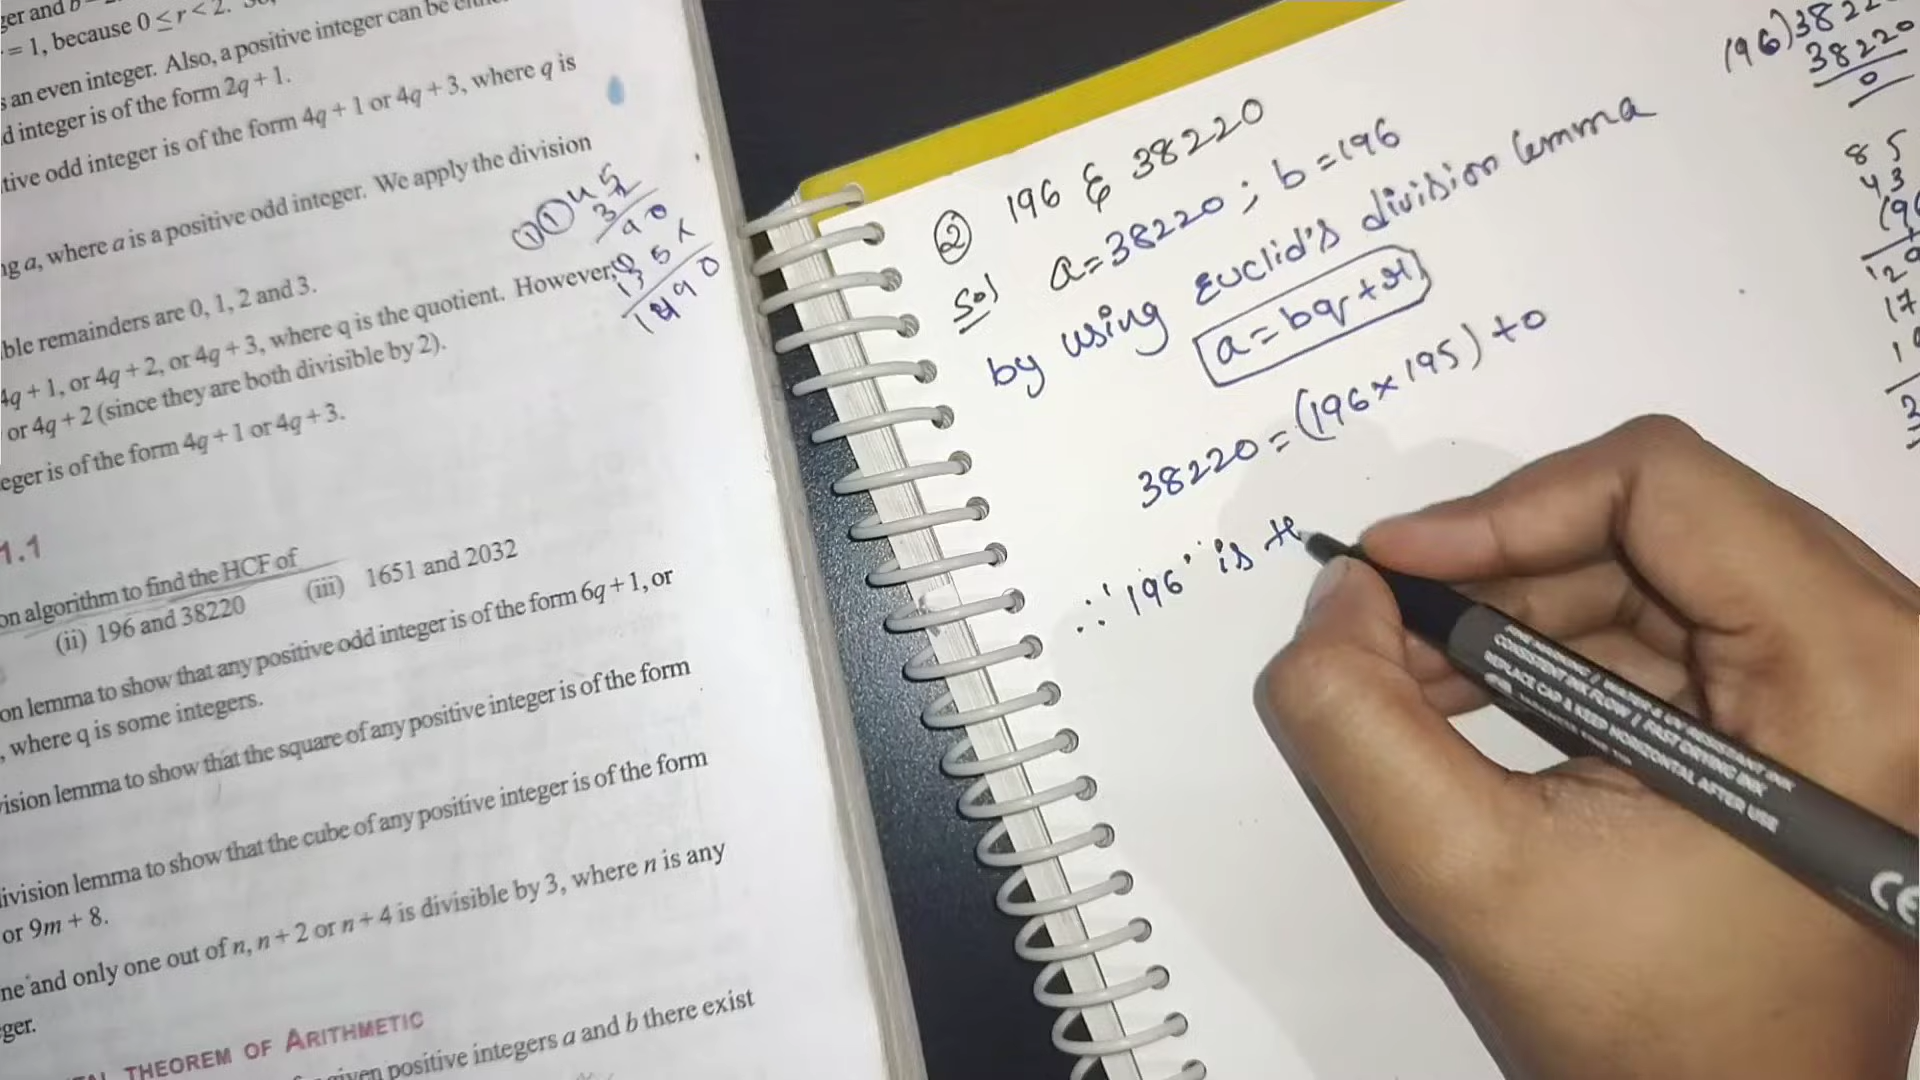 ger and b
= 1, because 0 ≤ r < 2.
s an even integer. Also, a positive integer can be
d integer is of the form 2q + 1.
tive odd integer is of the form 4q + 1 or 4q + 3, where q is
ng a, where a is a positive odd integer. We apply the division
ble remainders are 0, 1, 2 and 3.
4q + 1, or 4q + 2, or 4q + 3, where q is the quotient. However,
or 4q + 2 (since they are both divisible by 2).
eger is of the form 4q + 1 or 4q + 3.
1.1
on algorithm to find the HCF of
(ii) 196 and 38220 (iii) 1651 and 2032
on lemma to show that any positive odd integer is of the form 6q + 1, or
, where q is some integers.
vision lemma to show that the square of any positive integer is of the form
division lemma to show that the cube of any positive integer is of the form
or 9m + 8.
ne and only one out of n, n + 2 or n + 4 is divisible by 3, where n is any
ger.
THEOREM OF ARITHMETIC
given positive integers a and b there exist
② 196 & 38220
Sol a = 38220 ; b = 196
by using Euclid's division lemma
a = bq + r
38220 = (196 × 195) + 0
∴ '196' is
196)3822
38220
0
8 5
4 3
CE